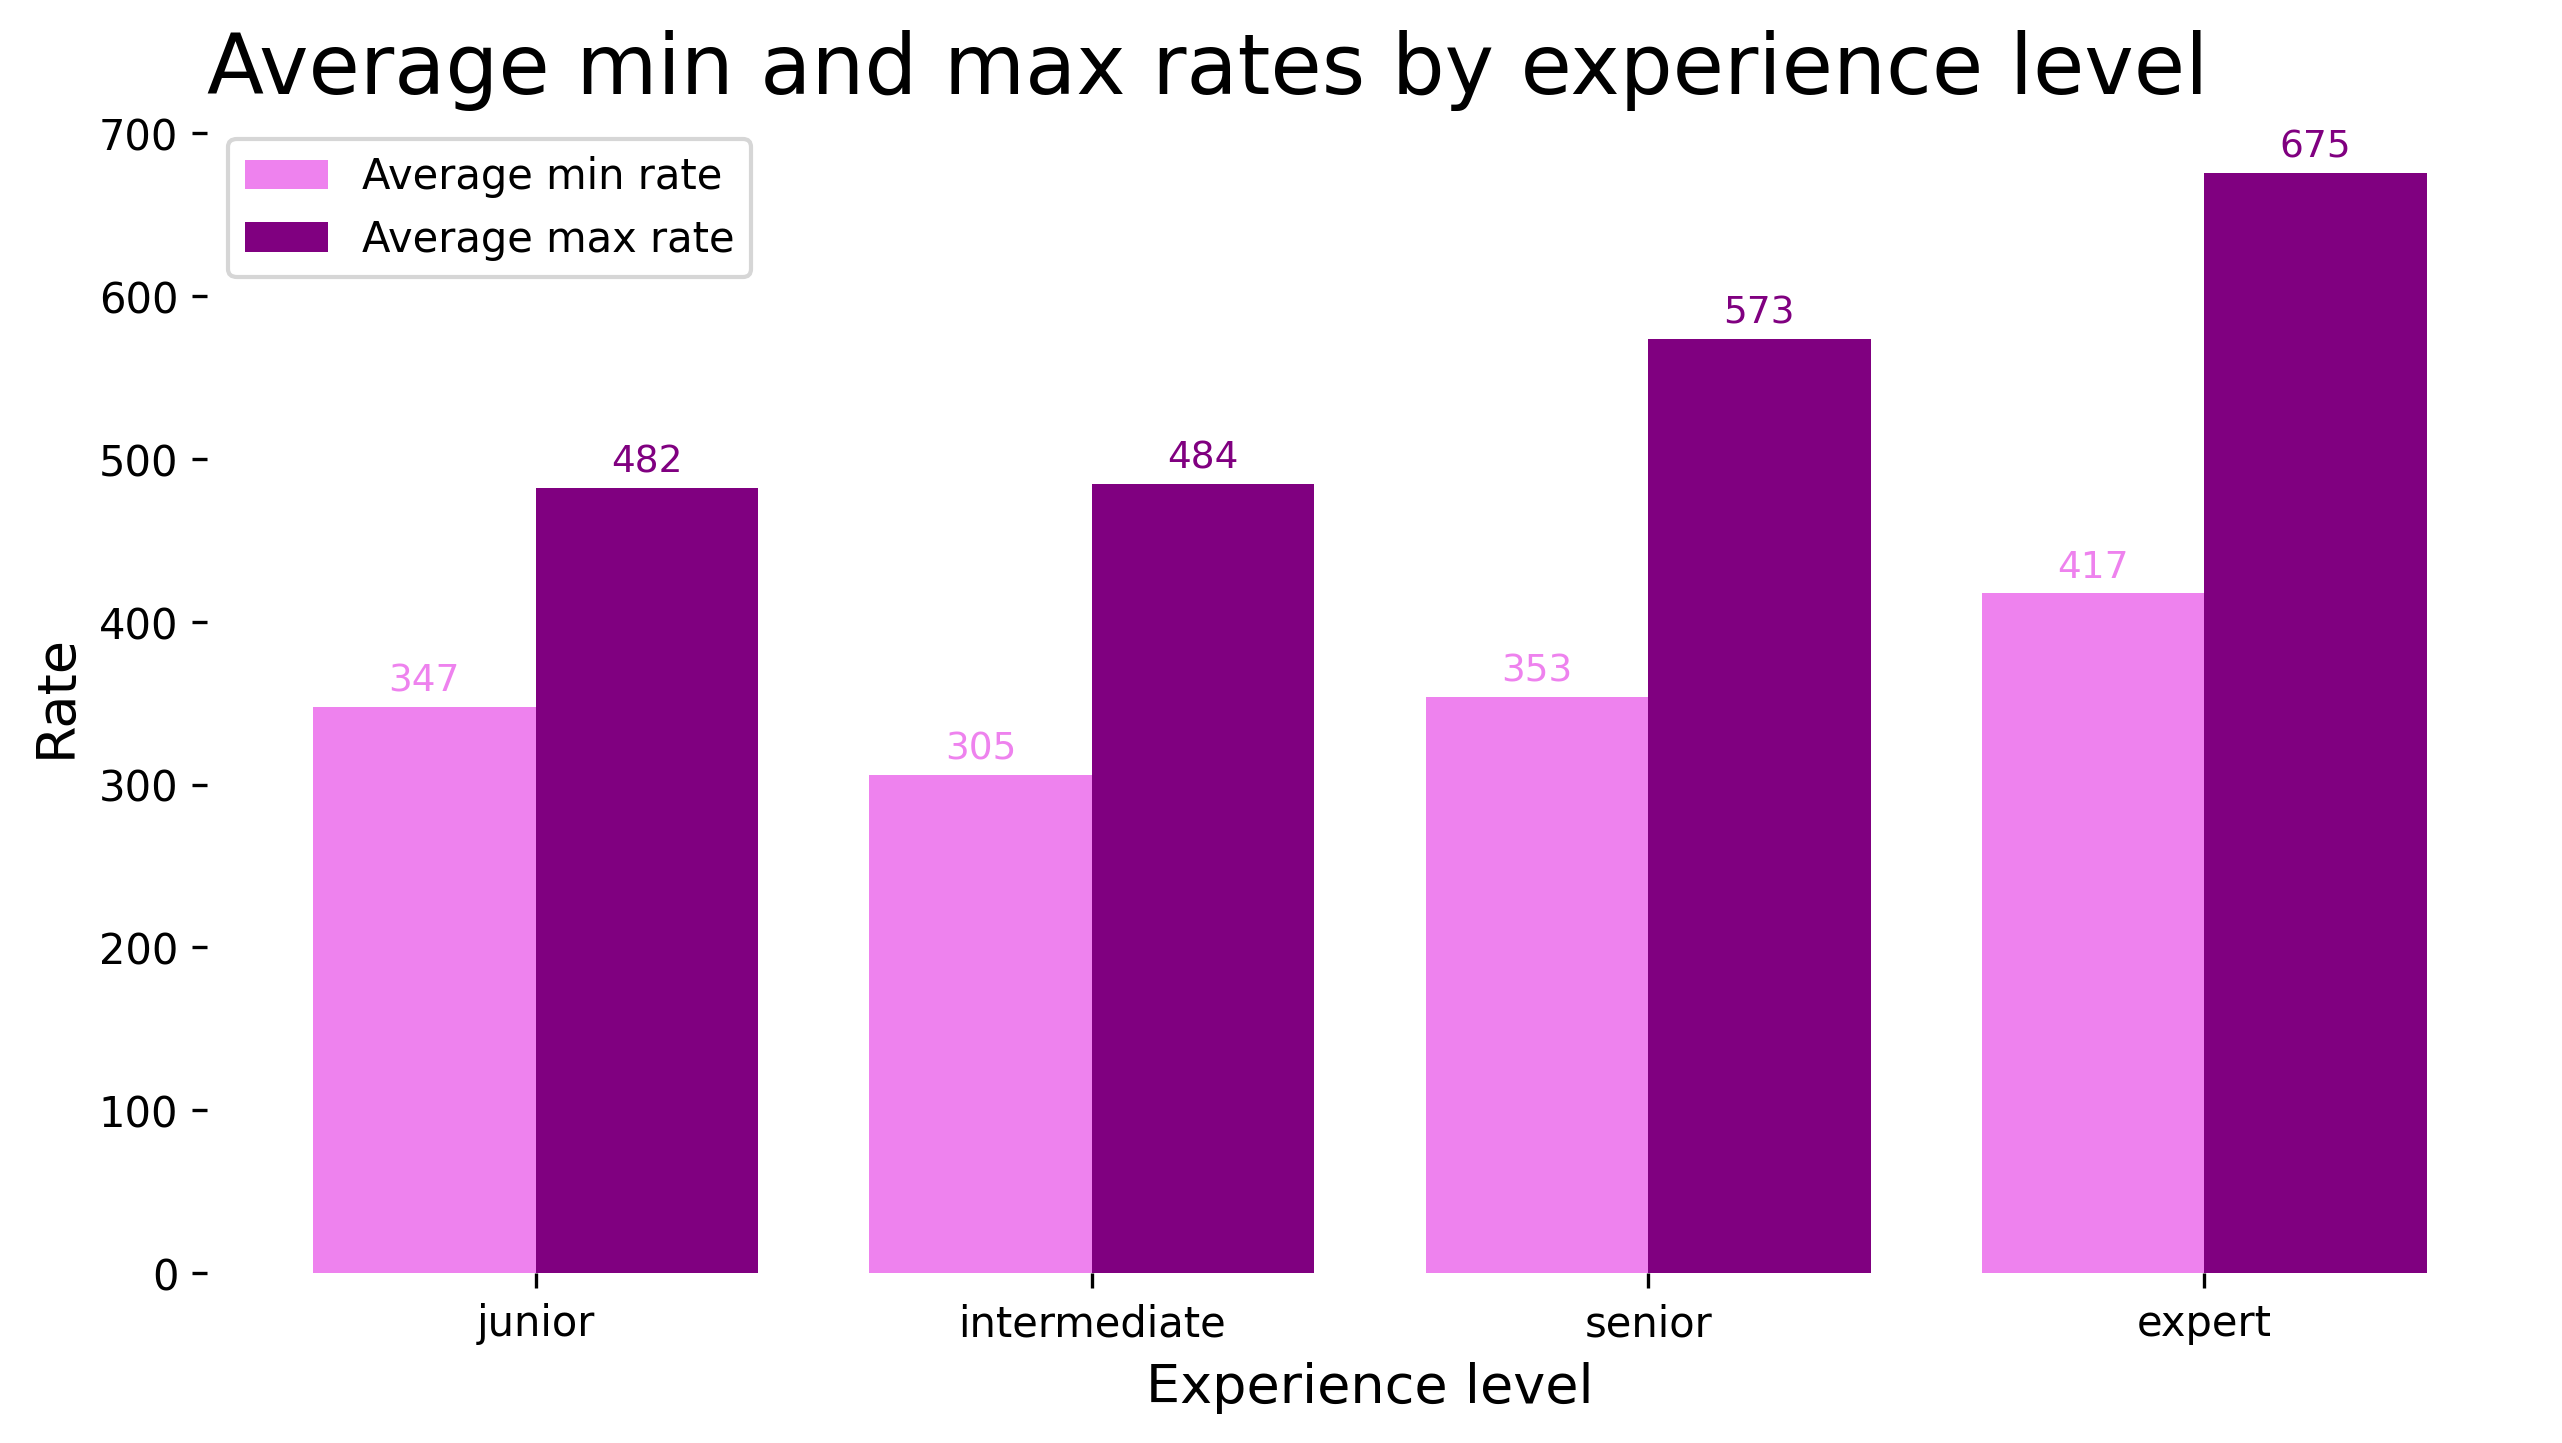 Average min and max rates by experience level
Average min rate
Average max rate
700
600
500
400
300
200
100
0
Rate
347
482
305
484
353
573
417
675
junior
intermediate
senior
expert
Experience level